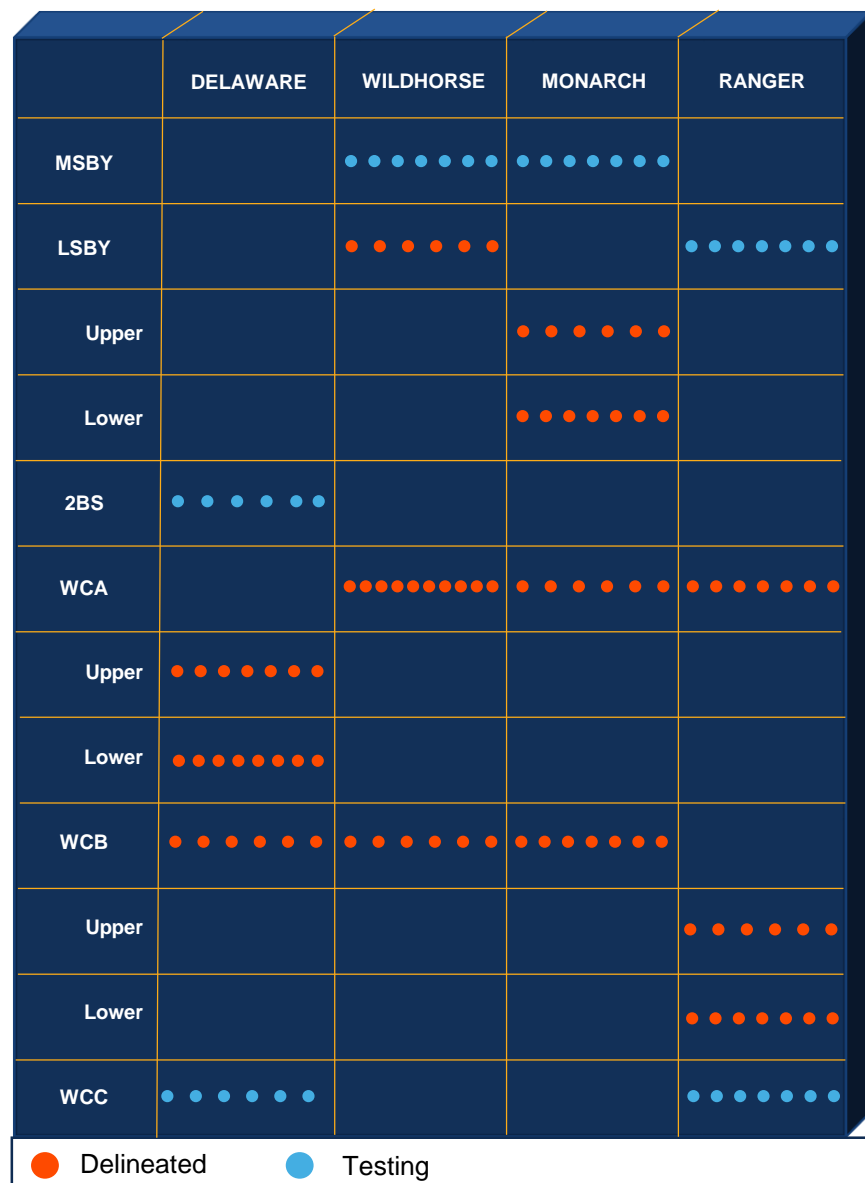 DELAWARE WILDHORSE MONARCH RANGER
MSBY
LSBY
Upper
Lower
2BS
WCA
Upper
Lower
WCB
Upper
Lower
WCC
Delineated Testing